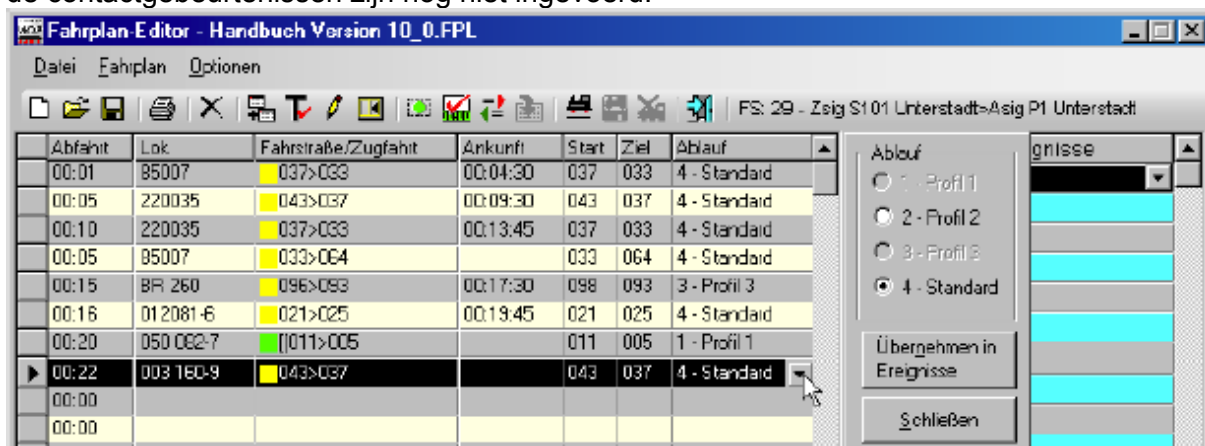 de contactgebeurtenissen zijn nog niet ingevoerd.
Fahrplan-Editor - Handbuch Version 10_0.FPL
Datei Fahrplan Optionen
FS: 29 - Zsig S101 Unterstadt=Asig P1 Unterstadt
Abfahrt Lok Fahrstraße/Zugfahrt Ankunft Start Ziel Ablauf
00:01 85007 037>033 00:04:30 037 033 4 - Standard
00:05 220035 043>037 00:09:30 043 037 4 - Standard
00:10 220035 037>033 00:13:45 037 033 4 - Standard
00:05 85007 033>064 033 064 4 - Standard
00:15 BR 260 096>093 00:17:30 098 093 3 - Profil 3
00:16 012081-6 021>025 00:19:45 021 025 4 - Standard
00:20 050 082-7 []011>005 011 005 1 - Profil 1
00:22 003 160-9 043>037 043 037 4 - Standard
00:00
00:00
Ablauf
1 - Profil 1
2 - Profil 2
3 - Profil 3
4 - Standard
Übernehmen in
Ereignisse
Schließen
gnisse